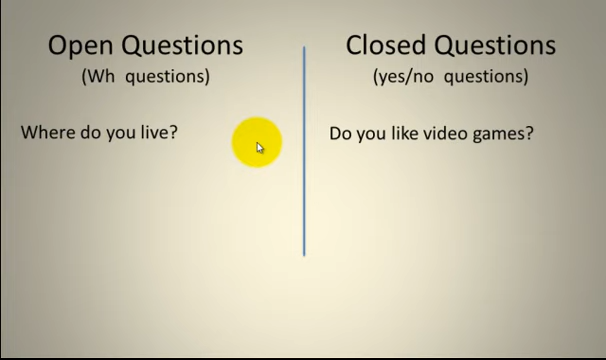 Open Questions
(Wh questions)
Where do you live?
Closed Questions
(yes/no questions)
Do you like video games?